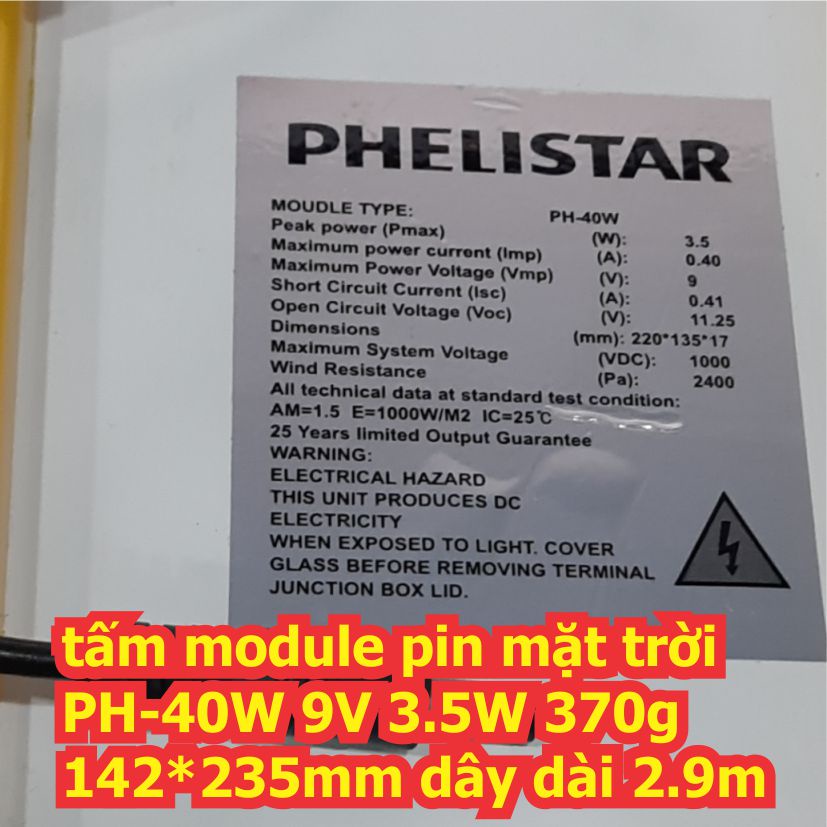 PHELISTAR
MOUDLE TYPE: PH-40W
Peak power (Pmax) (W): 3.5
Maximum power current (Imp) (A): 0.40
Maximum Power Voltage (Vmp) (V): 9
Short Circuit Current (Isc) (A): 0.41
Open Circuit Voltage (Voc) (V): 11.25
Dimensions (mm): 220*135*17
Maximum System Voltage (VDC): 1000
Wind Resistance (Pa): 2400
All technical data at standard test condition:
AM=1.5 E=1000W/M2 IC=25℃
25 Years limited Output Guarantee
WARNING:
ELECTRICAL HAZARD
THIS UNIT PRODUCES DC
ELECTRICITY
WHEN EXPOSED TO LIGHT. COVER
GLASS BEFORE REMOVING TERMINAL
JUNCTION BOX LID.
tấm module pin mặt trời
PH-40W 9V 3.5W 370g
142*235mm dây dài 2.9m